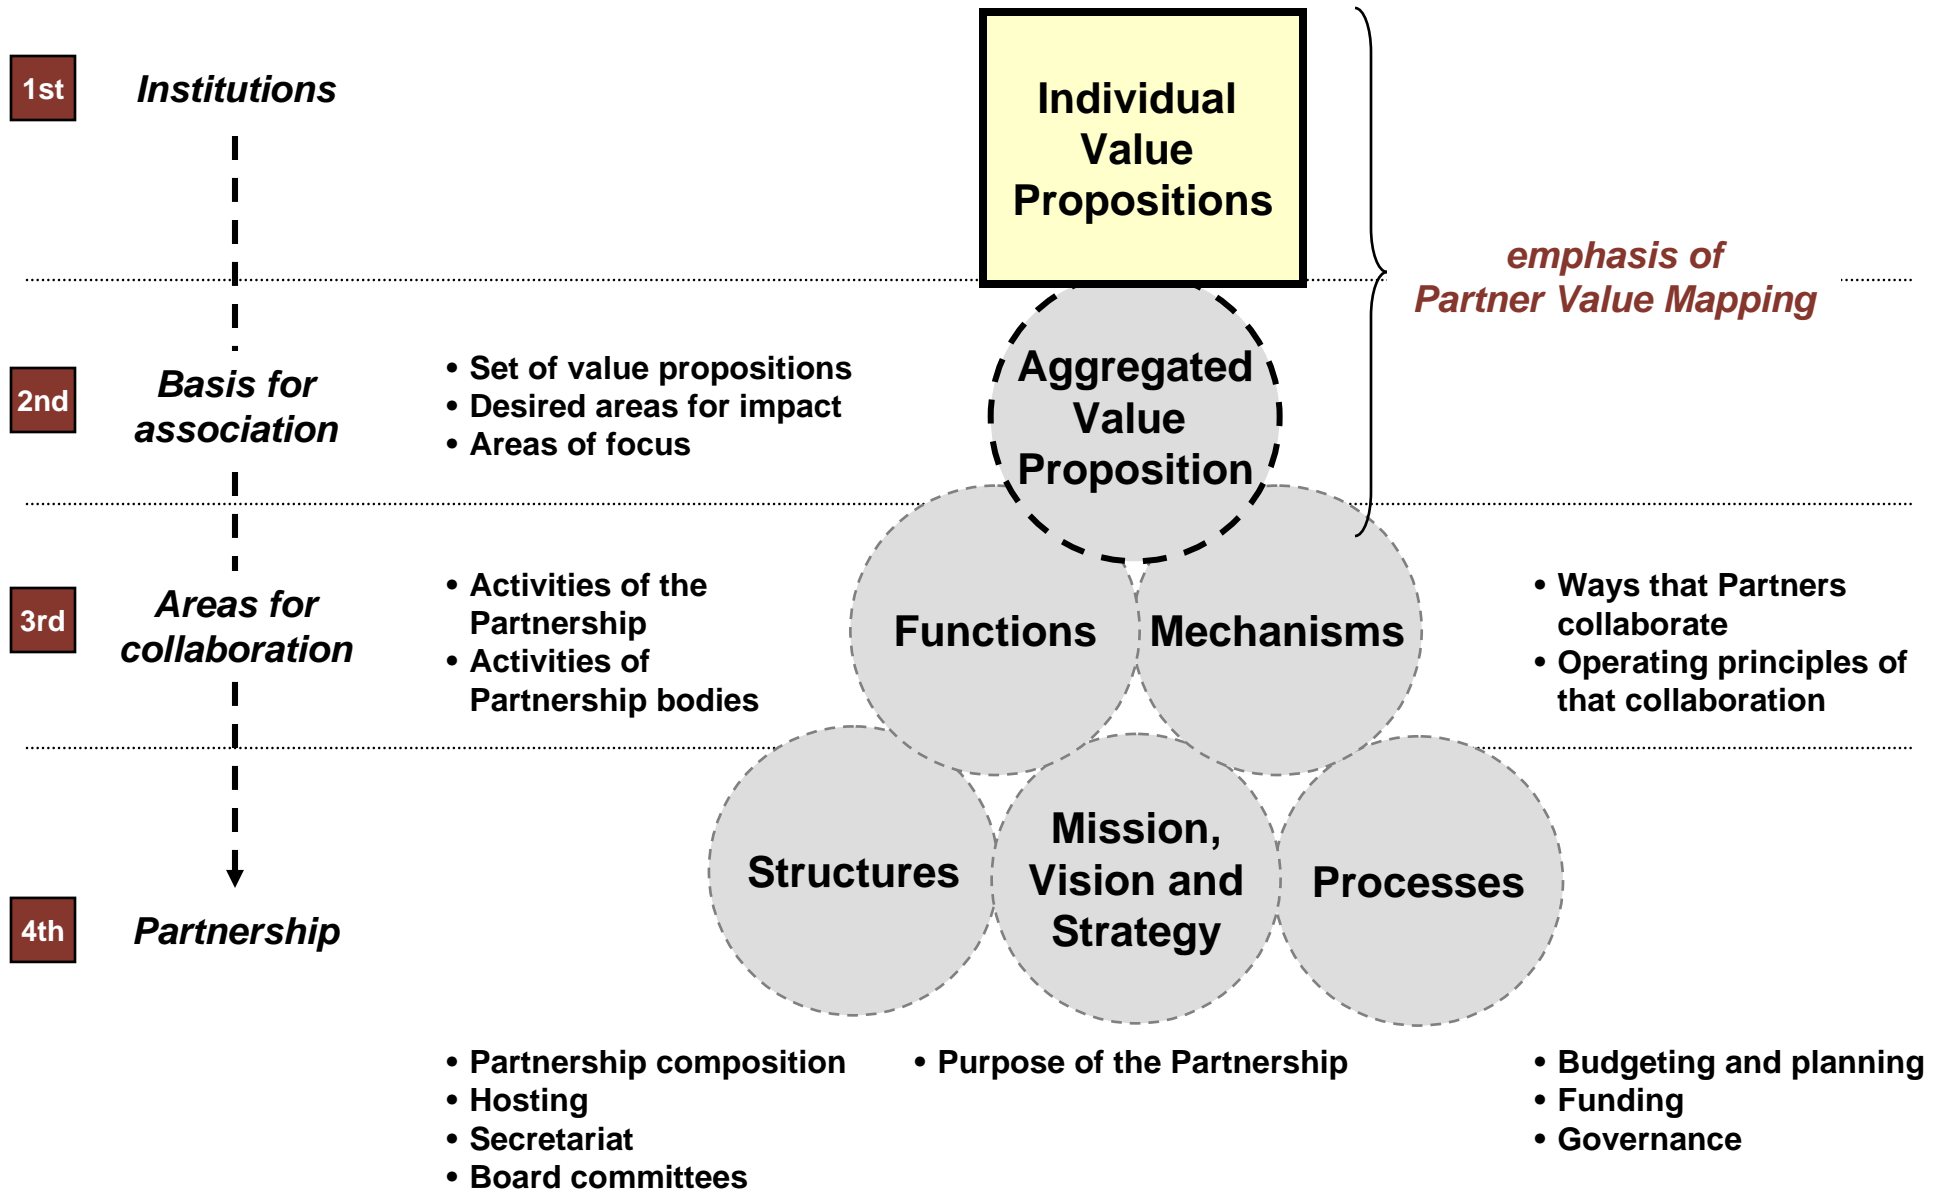 1st
Institutions
Individual
Value
Propositions
emphasis of
Partner Value Mapping
2nd
Basis for
association
• Set of value propositions
• Desired areas for impact
• Areas of focus
Aggregated
Value
Proposition
3rd
Areas for
collaboration
• Activities of the
Partnership
• Activities of
Partnership bodies
Functions
Mechanisms
• Ways that Partners
collaborate
• Operating principles of
that collaboration
4th
Partnership
Structures
Mission,
Vision and
Strategy
Processes
• Partnership composition
• Hosting
• Secretariat
• Board committees
• Purpose of the Partnership
• Budgeting and planning
• Funding
• Governance